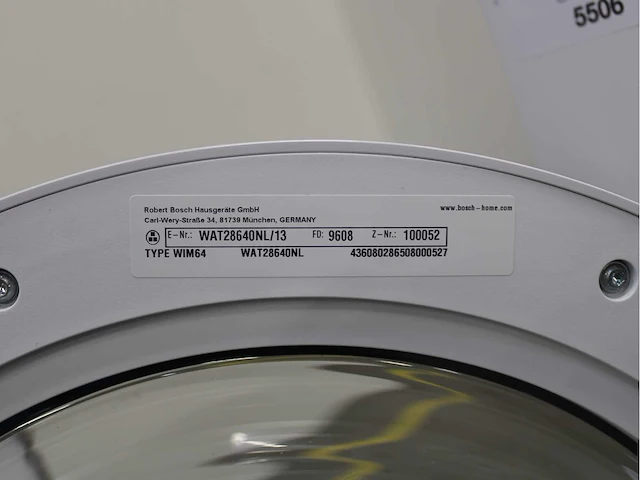 5506
Robert Bosch Hausgeräte GmbH
Carl-Wery-Straße 34, 81739 München, GERMANY
www.bosch-home.com
E-Nr.: WAT28640NL/13 FD: 9608 Z-Nr.: 100052
TYPE WIM64 WAT28640NL 436080286508000527